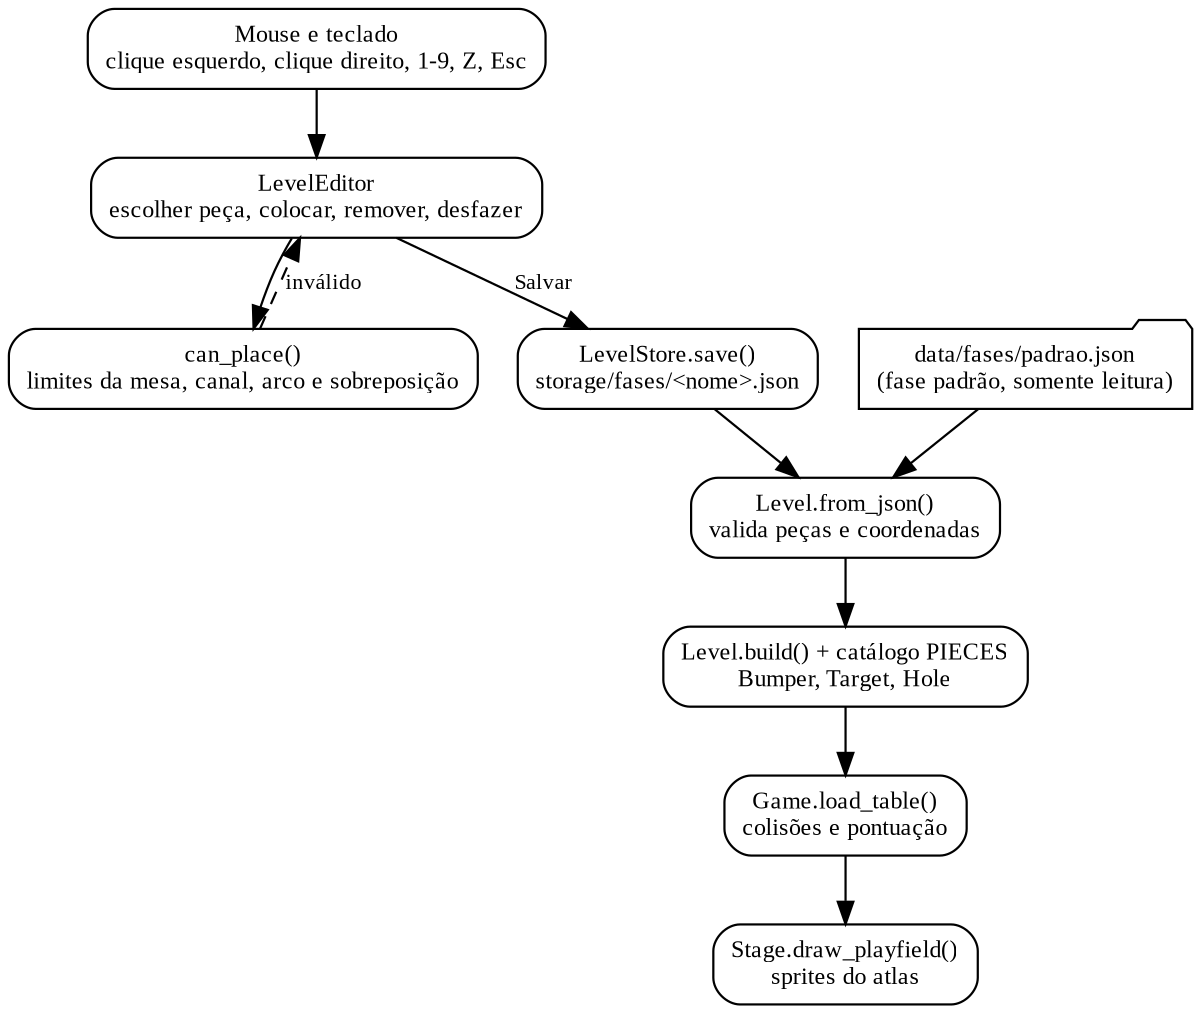 Mouse e teclado
clique esquerdo, clique direito, 1-9, Z, Esc
LevelEditor
escolher peça, colocar, remover, desfazer
inválido
Salvar
can_place()
limites da mesa, canal, arco e sobreposição
LevelStore.save()
storage/fases/<nome>.json
data/fases/padrao.json
(fase padrão, somente leitura)
Level.from_json()
valida peças e coordenadas
Level.build() + catálogo PIECES
Bumper, Target, Hole
Game.load_table()
colisões e pontuação
Stage.draw_playfield()
sprites do atlas